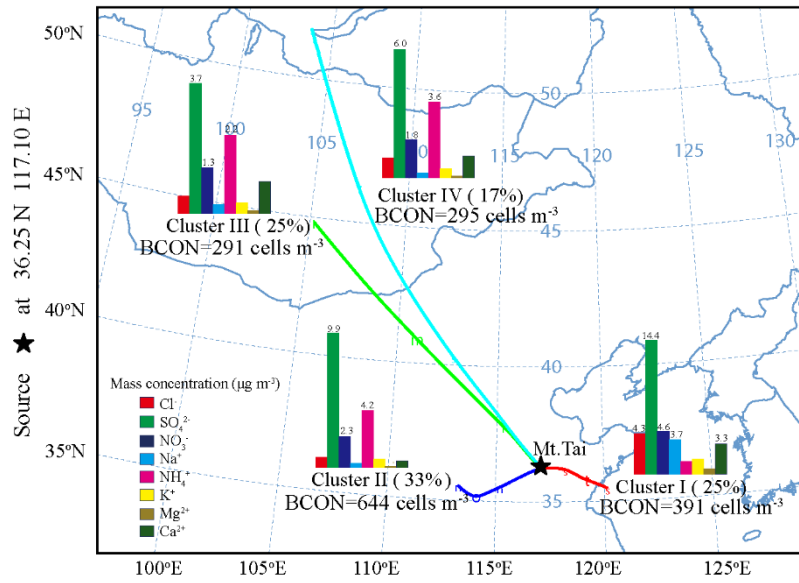 50°N
45°N
40°N
35°N
Source ★ at 36.25 N 117.10 E
95
100
105
110
115
120
125
130
50
45
40
35
3.7
1.3
Cluster III ( 25%)
BCON=291 cells m⁻³
6.0
1.8
3.6
Cluster IV ( 17%)
BCON=295 cells m⁻³
9.9
2.3
4.2
Cluster II ( 33%)
BCON=644 cells m⁻³
14.4
4.3
4.6
3.7
3.3
Mt.Tai
Cluster I ( 25%)
BCON=391 cells m⁻³
Mass concentration (µg m⁻³)
Cl⁻
SO₄²⁻
NO₃⁻
Na⁺
NH₄⁺
K⁺
Mg²⁺
Ca²⁺
100°E
105°E
110°E
115°E
120°E
125°E